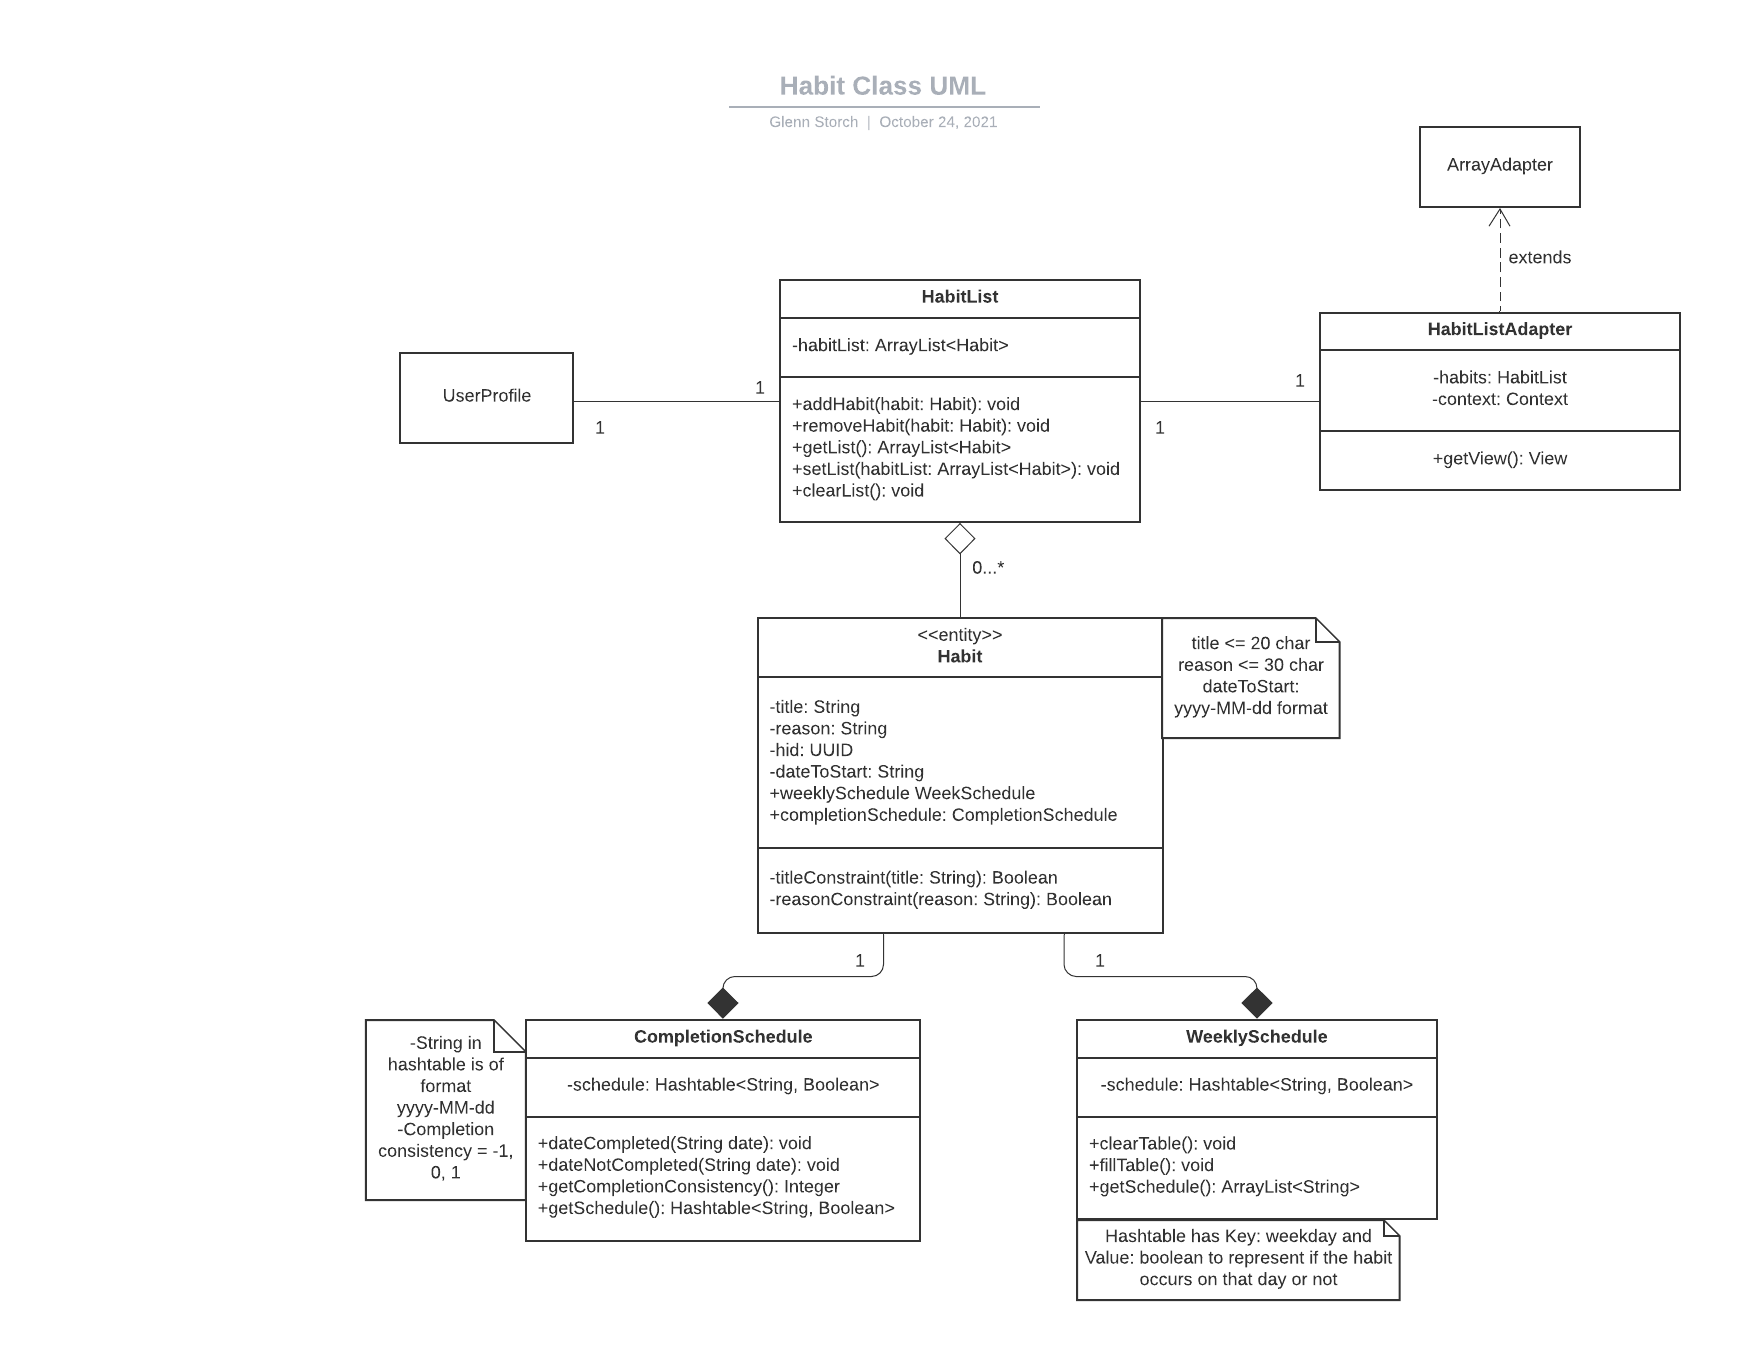 Habit Class UML
Glenn Storch | October 24, 2021
ArrayAdapter
extends
HabitList
-habitList: ArrayList<Habit>
+addHabit(habit: Habit): void
+removeHabit(habit: Habit): void
+getList(): ArrayList<Habit>
+setList(habitList: ArrayList<Habit>): void
+clearList(): void
HabitListAdapter
-habits: HabitList
-context: Context
+getView(): View
UserProfile
1
1
1
1
0...*
<<entity>>
Habit
-title: String
-reason: String
-hid: UUID
-dateToStart: String
+weeklySchedule WeekSchedule
+completionSchedule: CompletionSchedule
-titleConstraint(title: String): Boolean
-reasonConstraint(reason: String): Boolean
title <= 20 char
reason <= 30 char
dateToStart:
yyyy-MM-dd format
1
1
-String in
hashtable is of
format
yyyy-MM-dd
-Completion
consistency = -1,
0, 1
CompletionSchedule
-schedule: Hashtable<String, Boolean>
+dateCompleted(String date): void
+dateNotCompleted(String date): void
+getCompletionConsistency(): Integer
+getSchedule(): Hashtable<String, Boolean>
WeeklySchedule
-schedule: Hashtable<String, Boolean>
+clearTable(): void
+fillTable(): void
+getSchedule(): ArrayList<String>
Hashtable has Key: weekday and
Value: boolean to represent if the habit
occurs on that day or not